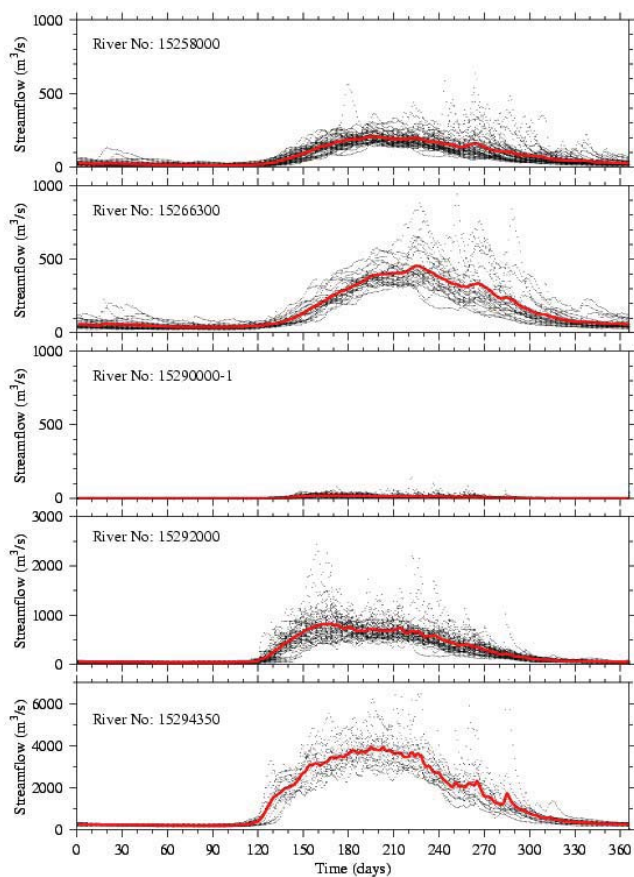 1000
River No: 15258000
500
0
Streamflow (m³/s)
1000
River No: 15266300
500
0
Streamflow (m³/s)
1000
River No: 15290000-1
500
0
Streamflow (m³/s)
3000
River No: 15292000
2000
1000
0
Streamflow (m³/s)
6000
River No: 15294350
4000
2000
0
Streamflow (m³/s)
0 30 60 90 120 150 180 210 240 270 300 330 360
Time (days)